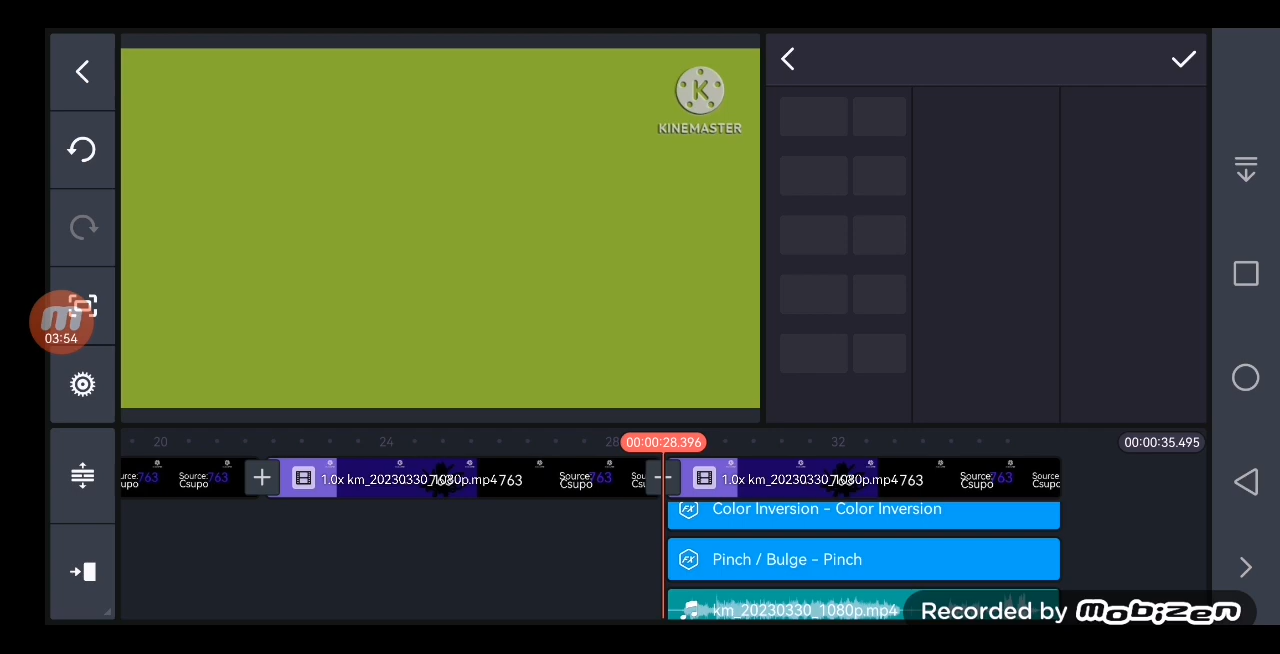 K
KINEMASTER
03:54
20
24
28
00:00:28.396
32
00:00:35.495
Source:763
Csupo
Source:763
Csupo
1.0x km_20230330_1080p.mp4
763
Source:763
Csupo
1.0x km_20230330_1080p.mp4
763
Source:763
Csupo
Source
Csupo
Color Inversion - Color Inversion
Pinch / Bulge - Pinch
km_20230330_1080p.mp4
Recorded by mobizen